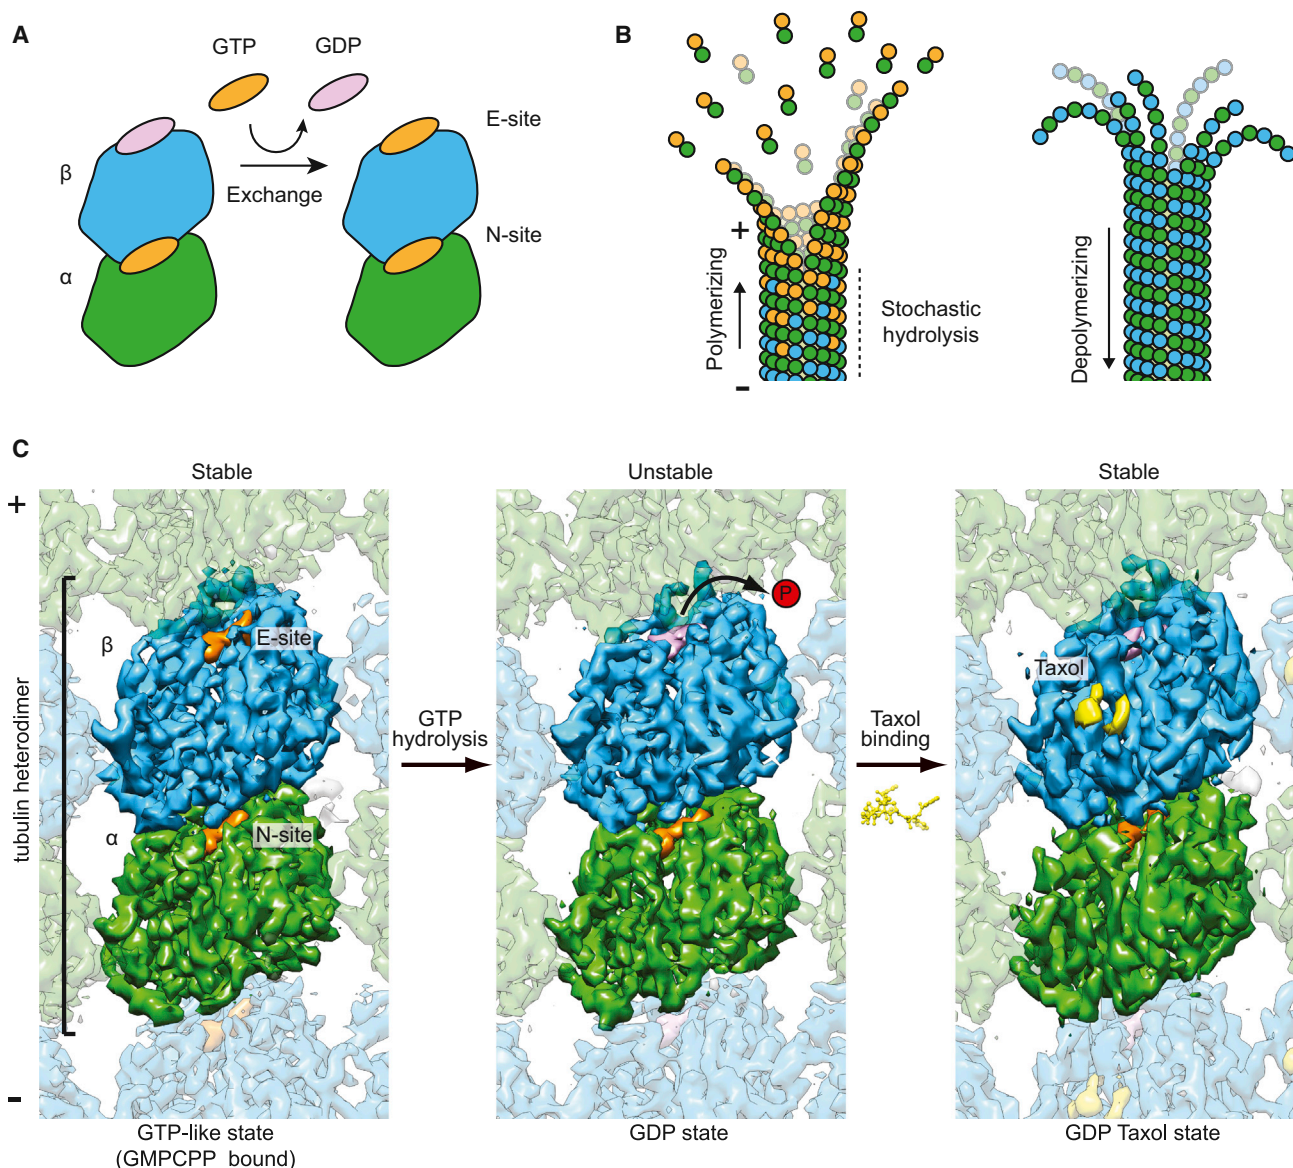 A
GTP
GDP
E-site
β
Exchange
N-site
α
B
+
Polymerizing
-
Stochastic
hydrolysis
Depolymerizing
C
Stable
Unstable
Stable
+
P
β
E-site
Taxol
tubulin heterodimer
GTP
hydrolysis
Taxol
binding
α
N-site
-
GTP-like state
(GMPCPP bound)
GDP state
GDP Taxol state